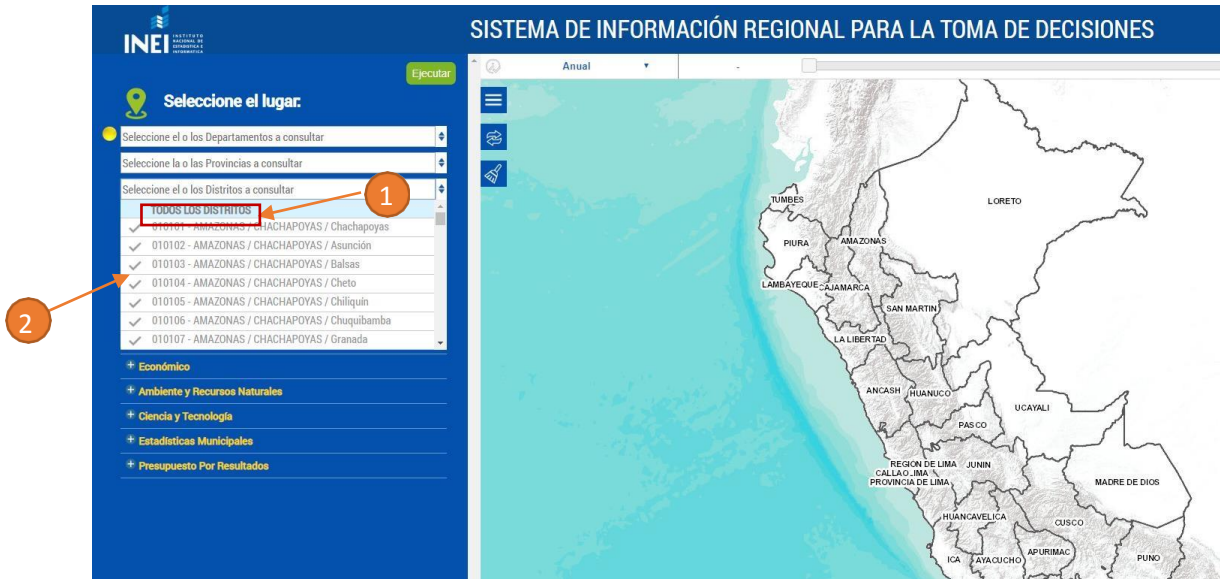 INEI
INSTITUTO
NACIONAL DE
ESTADÍSTICA E
INFORMÁTICA
SISTEMA DE INFORMACIÓN REGIONAL PARA LA TOMA DE DECISIONES
Ejecutar
Anual
-
Seleccione el lugar:
Seleccione el o los Departamentos a consultar
Seleccione la o las Provincias a consultar
Seleccione el o los Distritos a consultar
1
TODOS LOS DISTRITOS
010101 - AMAZONAS / CHACHAPOYAS / Chachapoyas
010102 - AMAZONAS / CHACHAPOYAS / Asunción
010103 - AMAZONAS / CHACHAPOYAS / Balsas
010104 - AMAZONAS / CHACHAPOYAS / Cheto
010105 - AMAZONAS / CHACHAPOYAS / Chiliquín
2
010106 - AMAZONAS / CHACHAPOYAS / Chuquibamba
010107 - AMAZONAS / CHACHAPOYAS / Granada
Económico
Ambiente y Recursos Naturales
Ciencia y Tecnología
Estadísticas Municipales
Presupuesto Por Resultados
TUMBES
LORETO
PIURA
AMAZONAS
LAMBAYEQUE
CAJAMARCA
SAN MARTIN
LA LIBERTAD
ANCASH
HUANUCO
UCAYALI
PASCO
REGION DE LIMA
JUNIN
CALLAO
PROVINCIA DE LIMA
MADRE DE DIOS
HUANCAVELICA
CUSCO
ICA
AYACUCHO
APURIMAC
PUNO